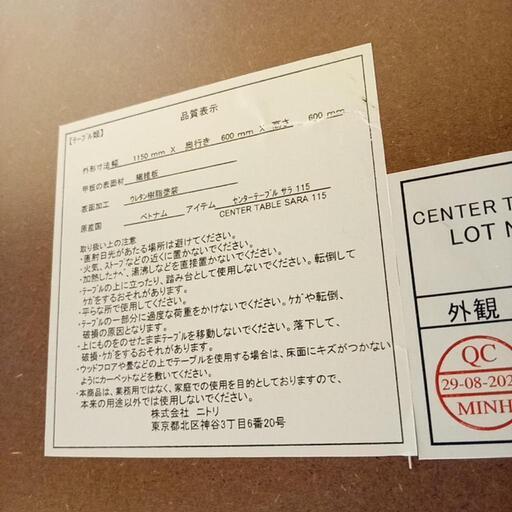 品質表示
【テーブル類】
外形寸法 幅 1150 mm × 奥行き 600 mm × 高さ 600 mm
甲板の表面材 繊維板
表面加工 ウレタン樹脂塗装
原産国 ベトナム アイテム センターテーブル サラ 115
CENTER TABLE SARA 115
取り扱い上の注意
・直射日光があたる場所は避けてください。
・火気、ストーブなどの近くに置かないでください。
・加熱したナベ、湯沸しなどを直接置かないでください。
・テーブルの上に立ったり、踏み台として使用しないでください。転倒して
ケガをするおそれがあります。
・平らな所で使用してください。
・テーブルの一部分に過度な荷重をかけないでください。ケガや転倒、
破損の原因となります。
・上にものをのせたままテーブルを移動しないでください。落下して、
破損・ケガをするおそれがあります。
・ウッドフロアや畳などの上でテーブルを使用する場合は、床面にキズがつかない
ようにカーペットなどを敷いてください。
・本商品は、業務用ではなく、家庭での使用を目的としておりますので、
本来の用途以外では使用しないでください。
株式会社 ニトリ
東京都北区神谷3丁目6番20号
CENTER T
LOT N
外観
QC
29-08-202
MINH